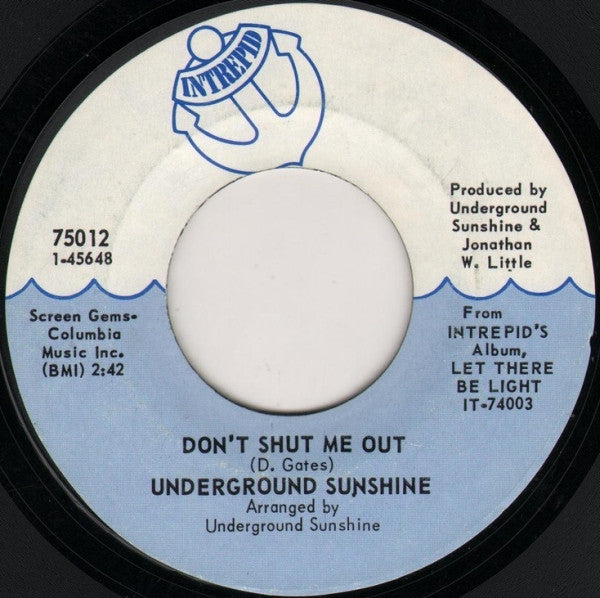 INTREPID
75012
1-45648
Produced by
Underground
Sunshine &
Jonathan
W. Little
Screen Gems-
Columbia
Music Inc.
(BMI) 2:42
From
INTREPID'S
Album,
LET THERE
BE LIGHT
IT-74003
DON'T SHUT ME OUT
(D. Gates)
UNDERGROUND SUNSHINE
Arranged by
Underground Sunshine